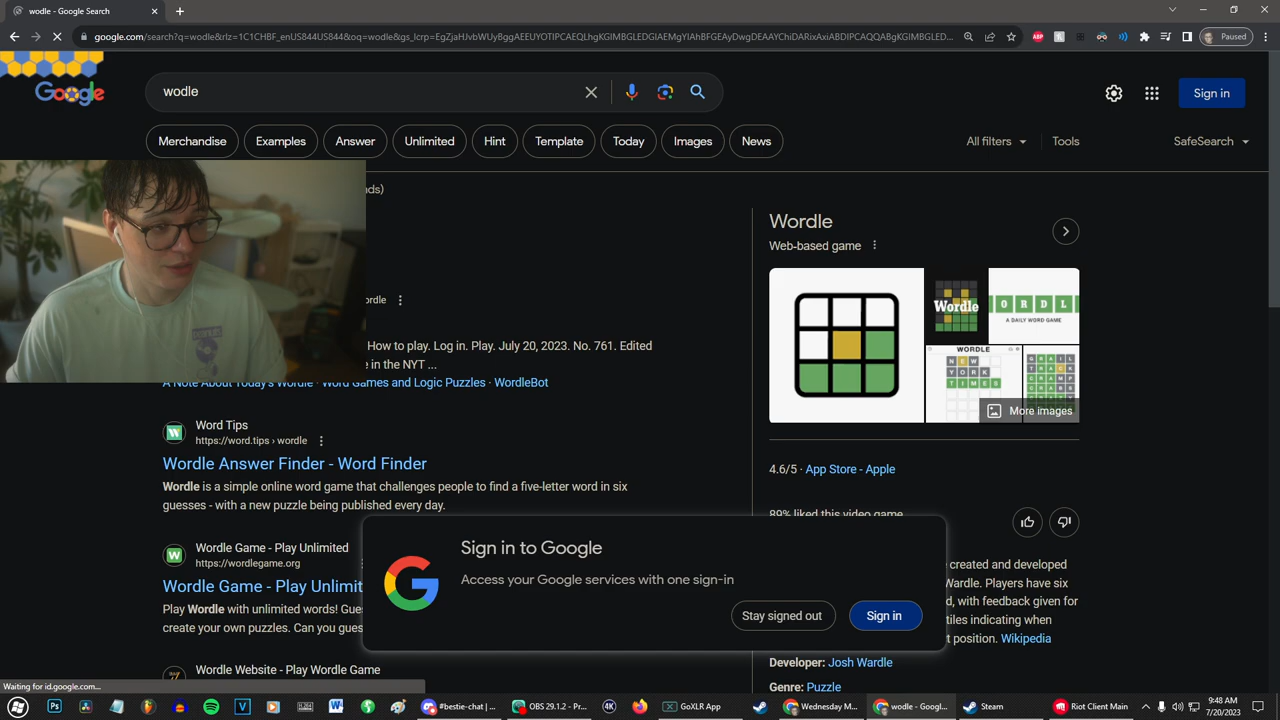 wodle - Google Search
google.com/search?q=wodle&rlz=1C1CHBF_enUS844US844&oq=wodle&gs_lcrp=EgZjaHJvbWUyBggAEEUYOTIPCAEQLhgKGIMBGLEDGIAEMgYIAhBFGEAyDwgDEAAYChiDARixAxiABDIPCAQQABgKGIMBGLED...
Paused
Google
wodle
Sign in
Merchandise
Examples
Answer
Unlimited
Hint
Template
Today
Images
News
All filters
Tools
SafeSearch
nds)
Wordle
Web-based game
ordle
How to play. Log in. Play. July 20, 2023. No. 761. Edited
e in the NYT ...
A Note About Today's Wordle · Word Games and Logic Puzzles · WordleBot
Wordle
ORDL
A DAILY WORD GAME
WORDLE
NEW
YORK
TIMES
More images
Word Tips
https://word.tips › wordle
Wordle Answer Finder - Word Finder
Wordle is a simple online word game that challenges people to find a five-letter word in six
guesses - with a new puzzle being published every day.
4.6/5 · App Store - Apple
89% liked this video game
Wordle Game - Play Unlimited
https://wordlegame.org
Wordle Game - Play Unlimit
Play Wordle with unlimited words! Gues
create your own puzzles. Can you gues
Sign in to Google
Access your Google services with one sign-in
Stay signed out
Sign in
created and developed
Wardle. Players have six
d, with feedback given for
tiles indicating when
t position. Wikipedia
Developer: Josh Wardle
Genre: Puzzle
Wordle Website - Play Wordle Game
Waiting for id.google.com...
bestie-chat | ...
OBS 29.1.2 - Pr...
GoXLR App
Wednesday M...
wodle - Googl...
Steam
Riot Client Main
9:48 AM
7/20/2023